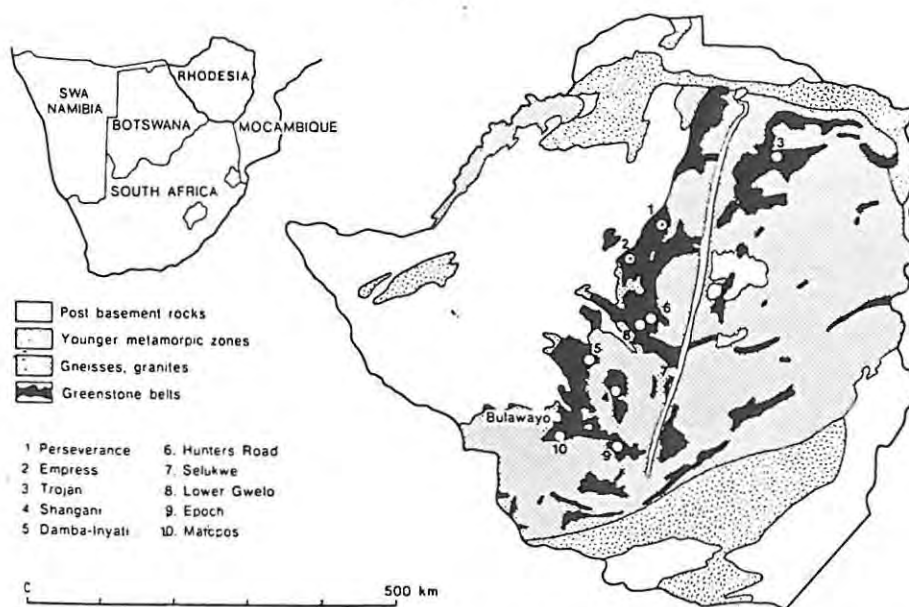 SWA
NAMIBIA
RHODESIA
BOTSWANA
MOCAMBIQUE
SOUTH AFRICA
Post basement rocks
Younger metamorpic zones
Gneisses, granites
Greenstone belts
1 Perseverance
2 Empress
3 Trojan
4 Shangani
5 Damba-Inyati
6. Hunters Road
7. Selukwe
8. Lower Gwelo
9. Epoch
10. Matopos
500 km
3
1
2
6
8
5
7
4
Bulawayo
10
9